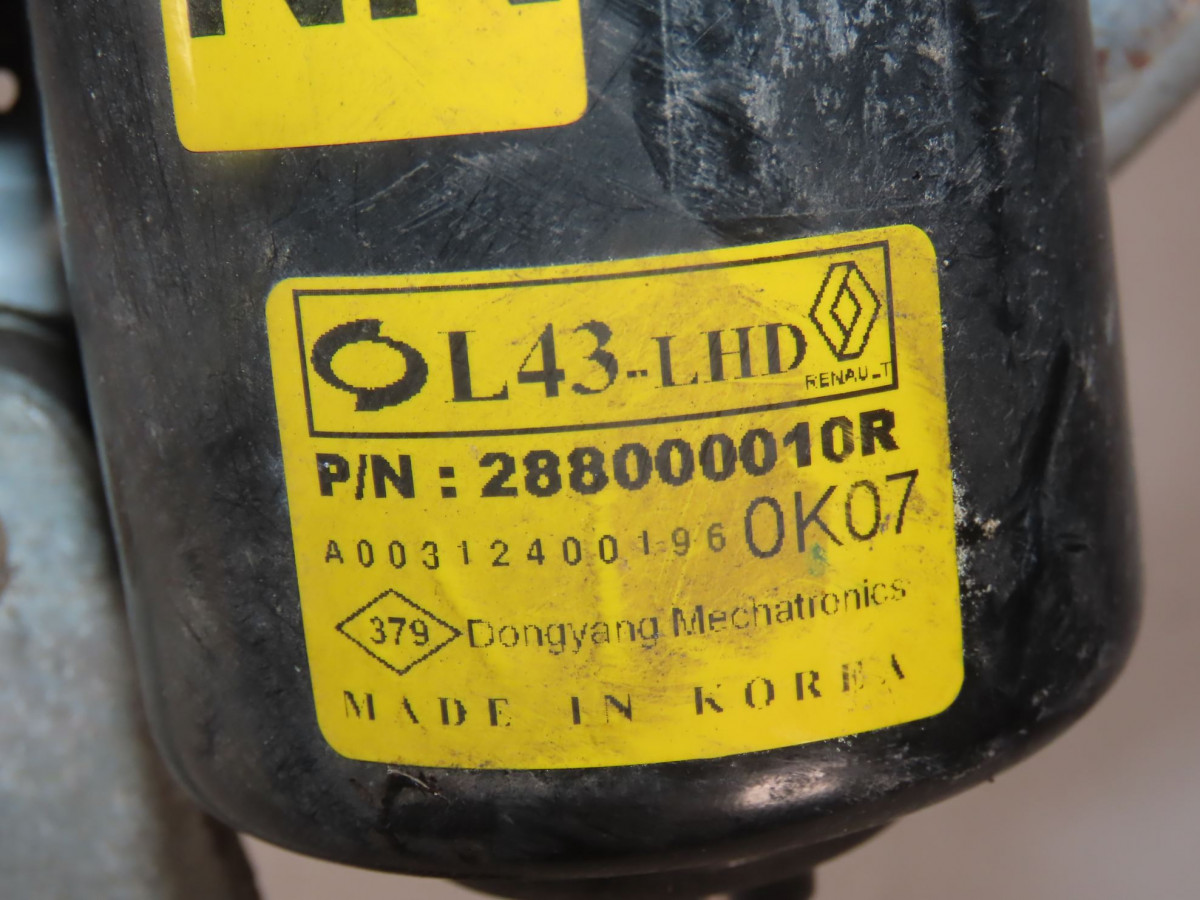 L43-LHD
RENAULT
P/N : 288000010R
A00312400196 0K07
379 Dongyang Mechatronics
MADE IN KOREA